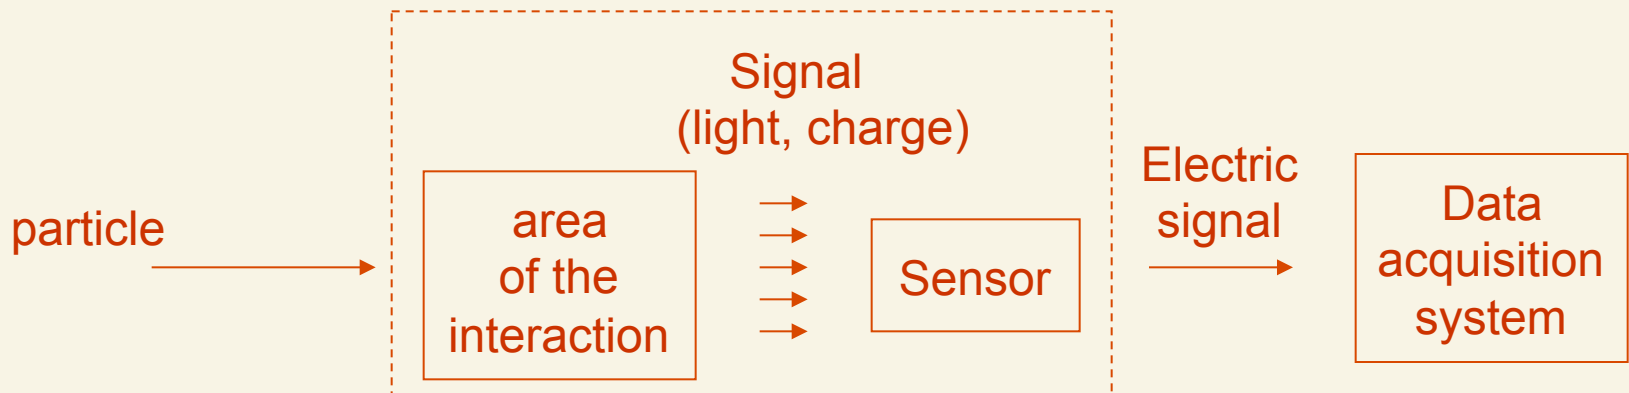 particle
area
of the
interaction
Signal
(light, charge)
Sensor
Electric
signal
Data
acquisition
system